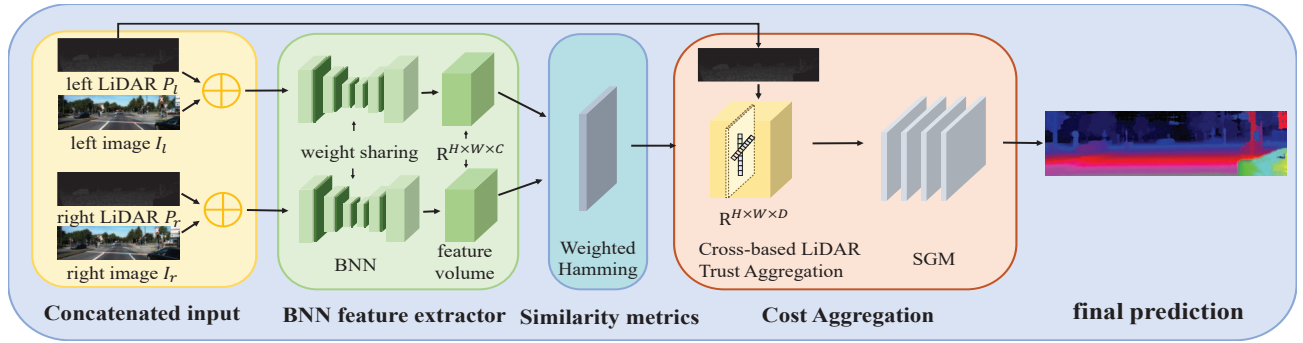 left LiDAR P_l
left image I_l
right LiDAR P_r
right image I_r
Concatenated input
weight sharing
R^{H×W×C}
BNN
feature
volume
BNN feature extractor
Weighted
Hamming
Similarity metrics
R^{H×W×D}
Cross-based LiDAR
Trust Aggregation
SGM
Cost Aggregation
final prediction